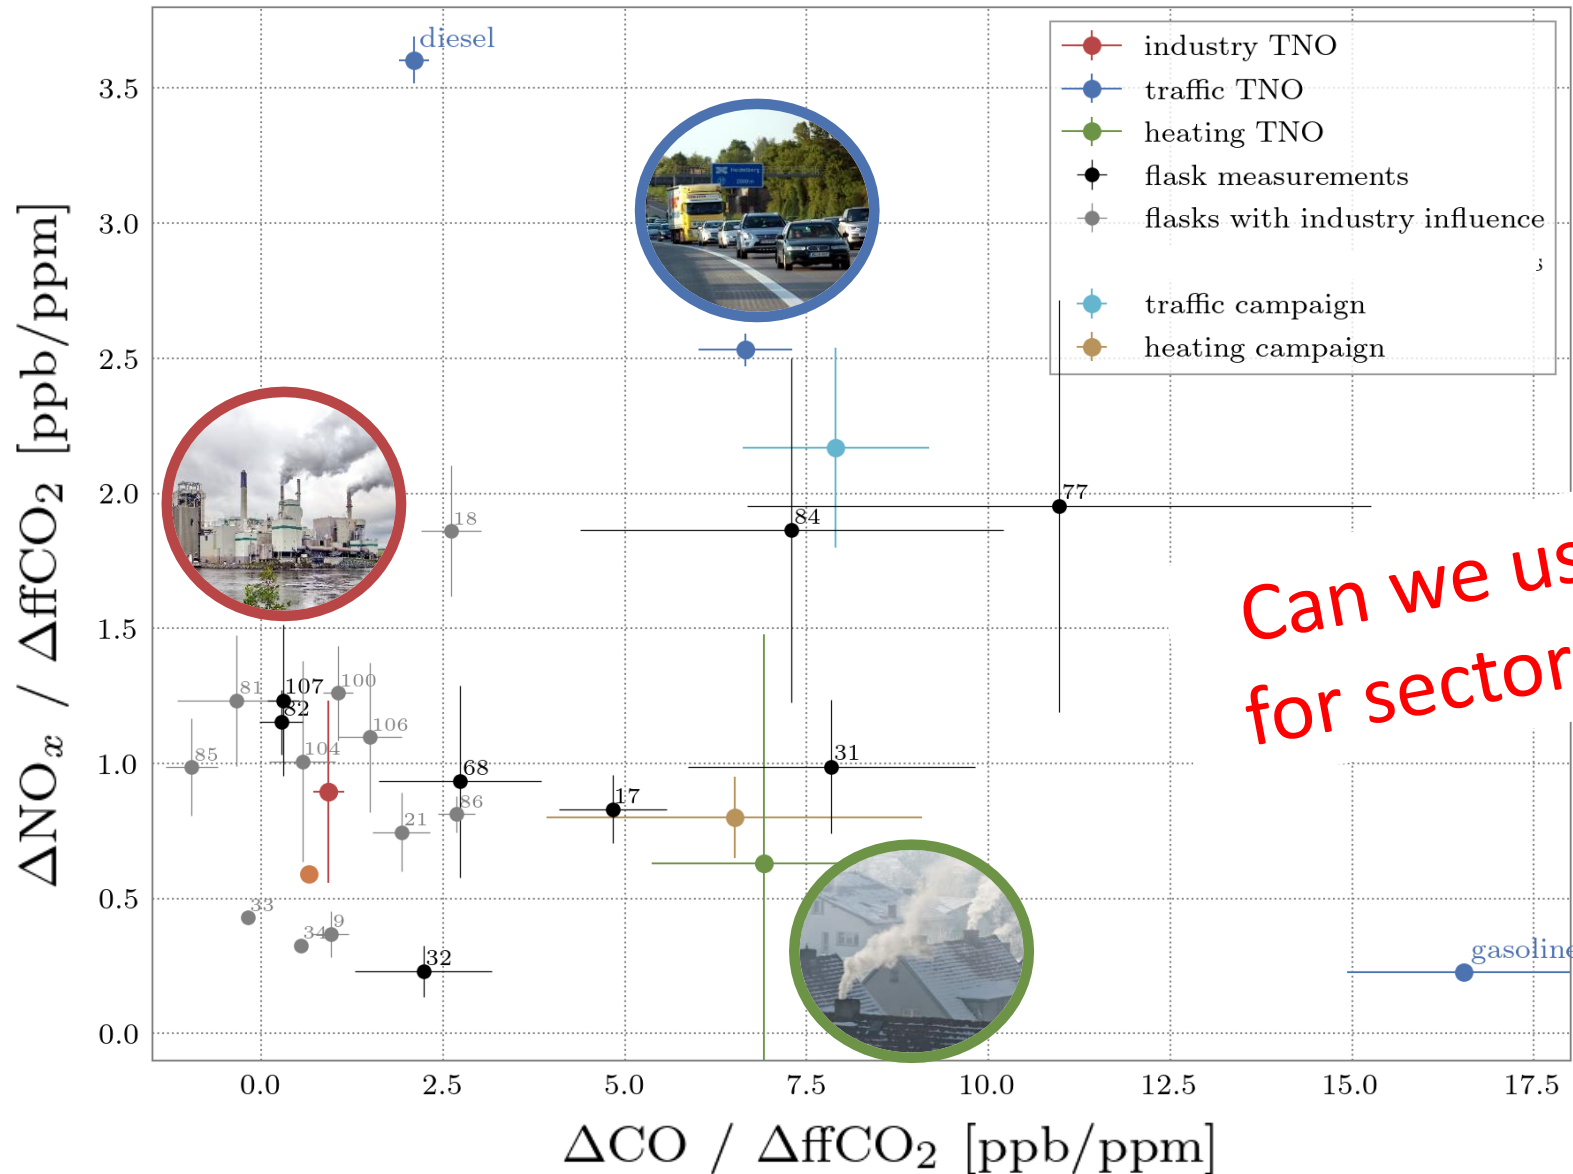 diesel
industry TNO
traffic TNO
heating TNO
flask measurements
flasks with industry influence
s
traffic campaign
heating campaign
3.5
3.0
2.5
2.0
1.5
1.0
0.5
0.0
ΔNOₓ / ΔffCO₂ [ppb/ppm]
Heidelberg
18
84
77
Can we us
for sector
81
107
82
100
106
104
85
68
31
17
86
21
33
34
9
32
gasoline
0.0 2.5 5.0 7.5 10.0 12.5 15.0 17.5
ΔCO / ΔffCO₂ [ppb/ppm]